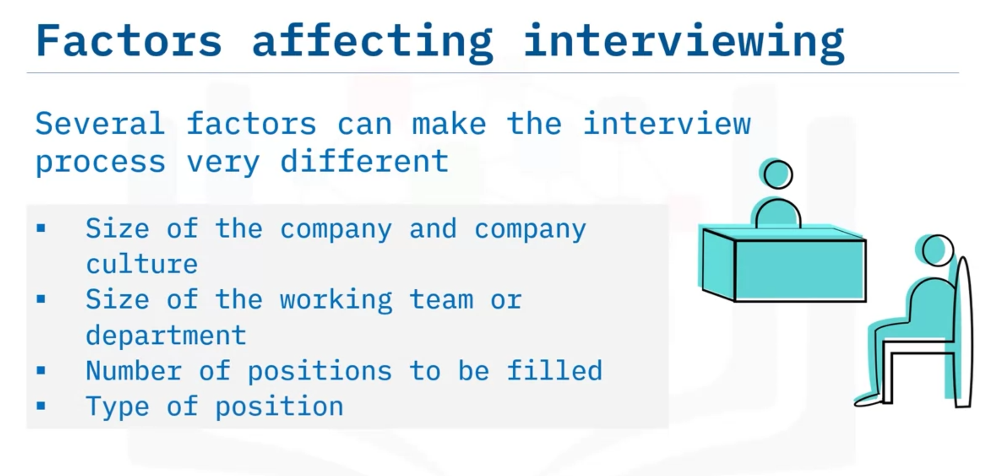 Factors affecting interviewing
Several factors can make the interview
process very different
▪ Size of the company and company
culture
▪ Size of the working team or
department
▪ Number of positions to be filled
▪ Type of position